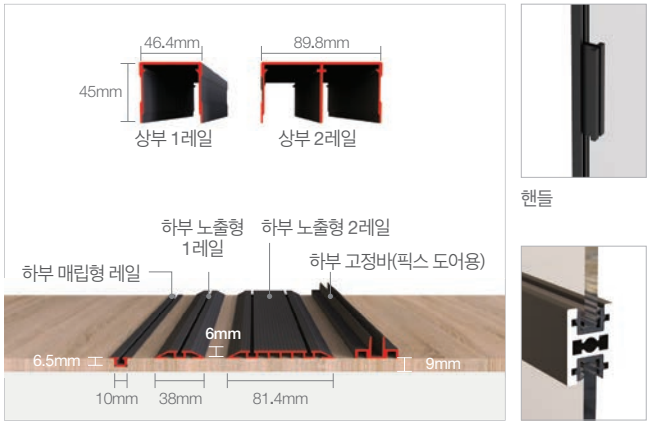 46.4mm
89.8mm
45mm
상부 1레일
상부 2레일
핸들
하부 노출형
1레일
하부 노출형 2레일
하부 매립형 레일
하부 고정바(픽스 도어용)
6mm
6.5mm
9mm
10mm
38mm
81.4mm